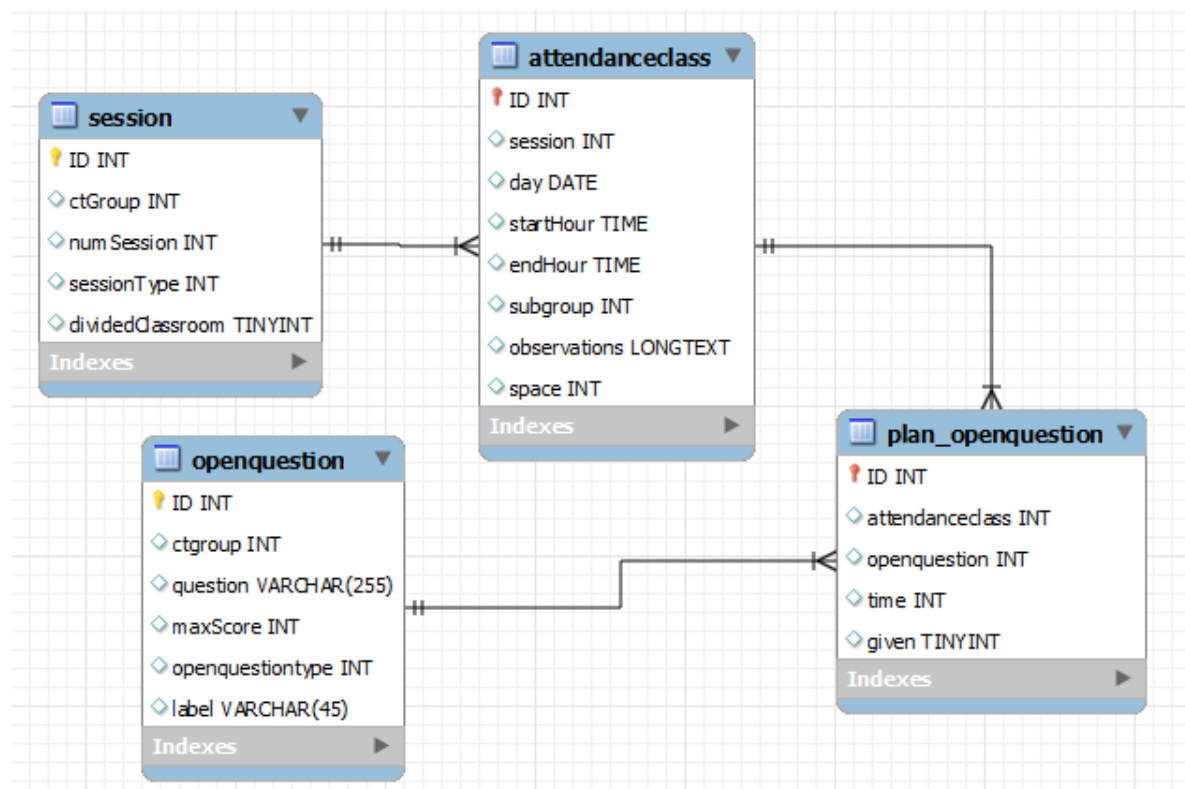 session
ID INT
ctGroup INT
numSession INT
sessionType INT
dividedClassroom TINYINT
Indexes
attendanceclass
ID INT
session INT
day DATE
startHour TIME
endHour TIME
subgroup INT
observations LONGTEXT
space INT
Indexes
openquestion
ID INT
ctgroup INT
question VARCHAR(255)
maxScore INT
openquestiontype INT
label VARCHAR(45)
Indexes
plan_openquestion
ID INT
attendanceclass INT
openquestion INT
time INT
given TINYINT
Indexes